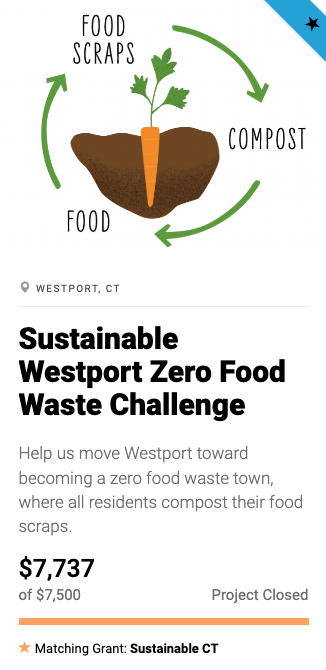 FOOD
SCRAPS
COMPOST
FOOD
WESTPORT, CT
Sustainable
Westport Zero Food
Waste Challenge
Help us move Westport toward
becoming a zero food waste town,
where all residents compost their food
scraps.
$7,737
of $7,500 Project Closed
Matching Grant: Sustainable CT